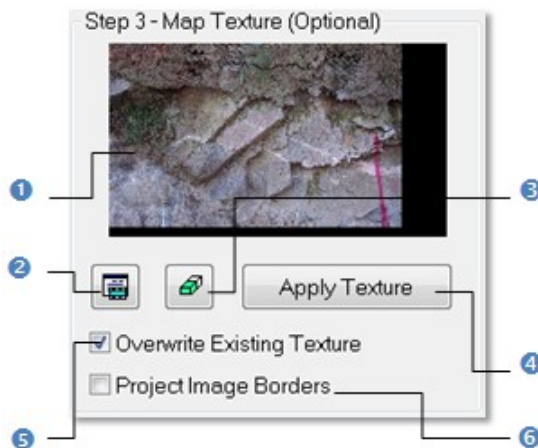 Step 3 - Map Texture (Optional)
1
3
2
Apply Texture
4
Overwrite Existing Texture
Project Image Borders
5
6